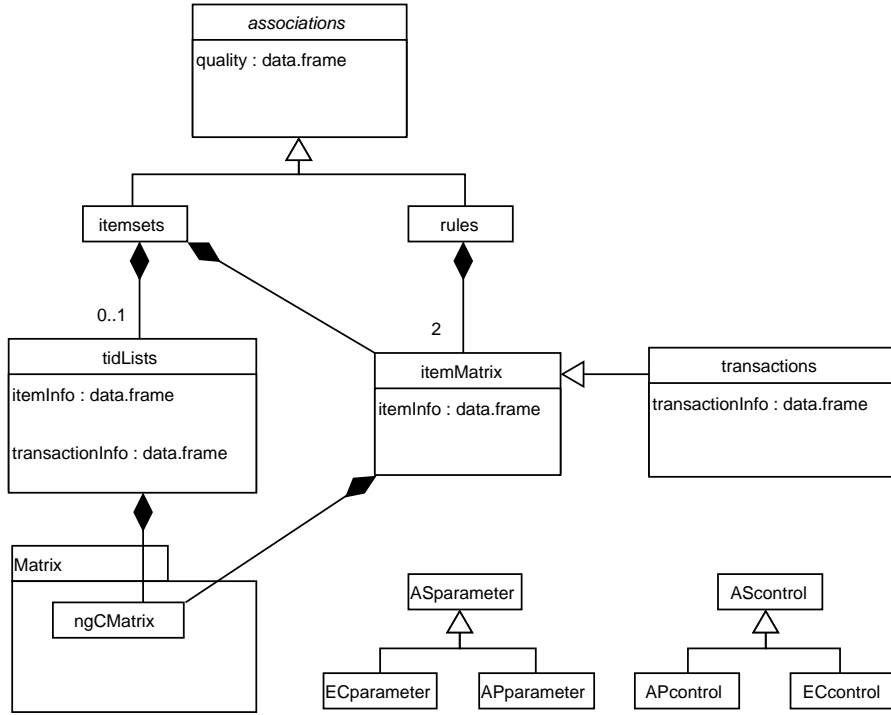 associations
quality : data.frame
itemsets
rules
0..1
2
tidLists
itemInfo : data.frame
transactionInfo : data.frame
itemMatrix
itemInfo : data.frame
transactions
transactionInfo : data.frame
Matrix
ngCMatrix
ASparameter
AScontrol
ECparameter
APparameter
APcontrol
ECcontrol